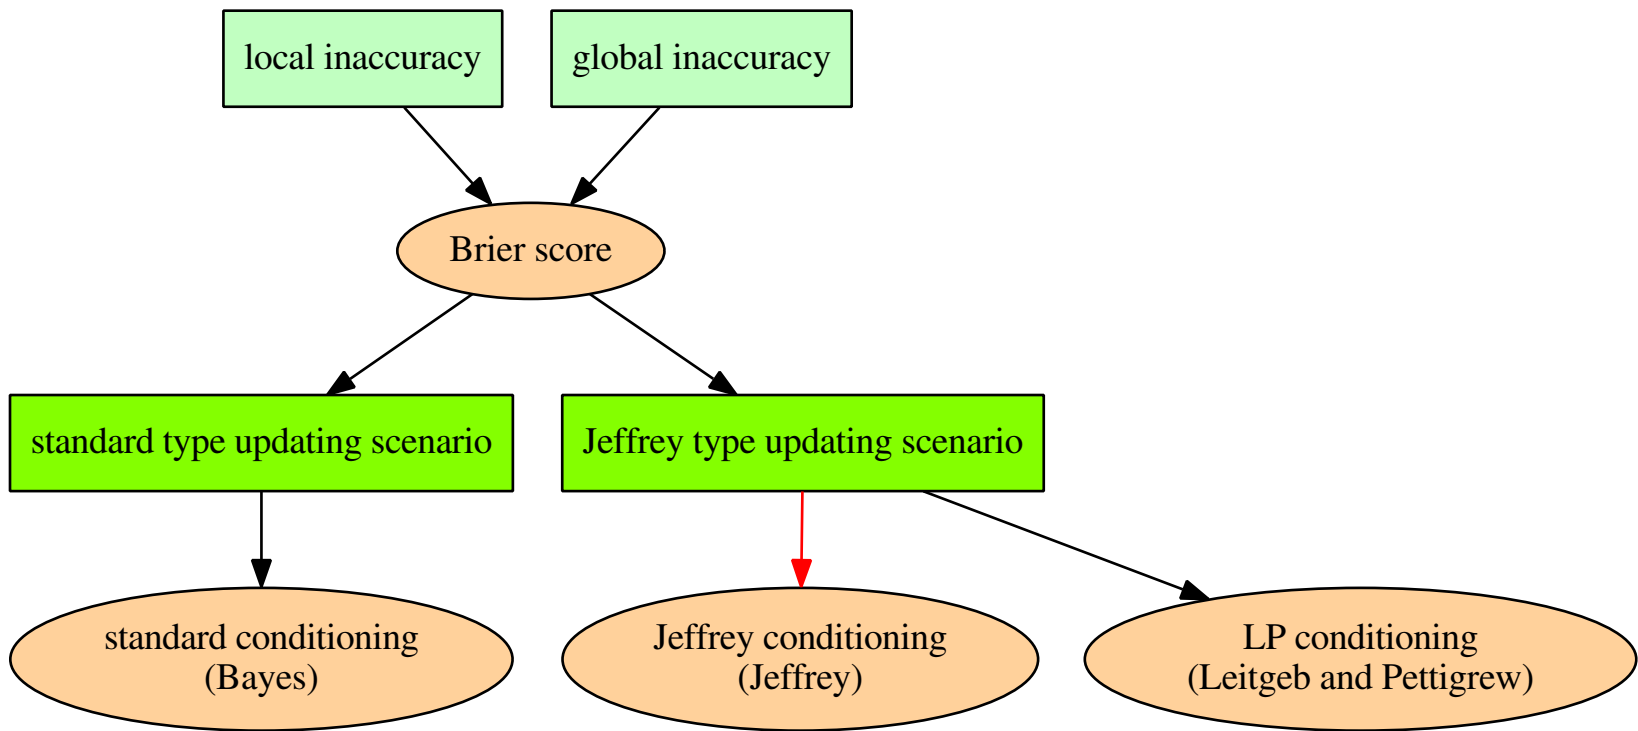 local inaccuracy
global inaccuracy
Brier score
standard type updating scenario
Jeffrey type updating scenario
standard conditioning
(Bayes)
Jeffrey conditioning
(Jeffrey)
LP conditioning
(Leitgeb and Pettigrew)